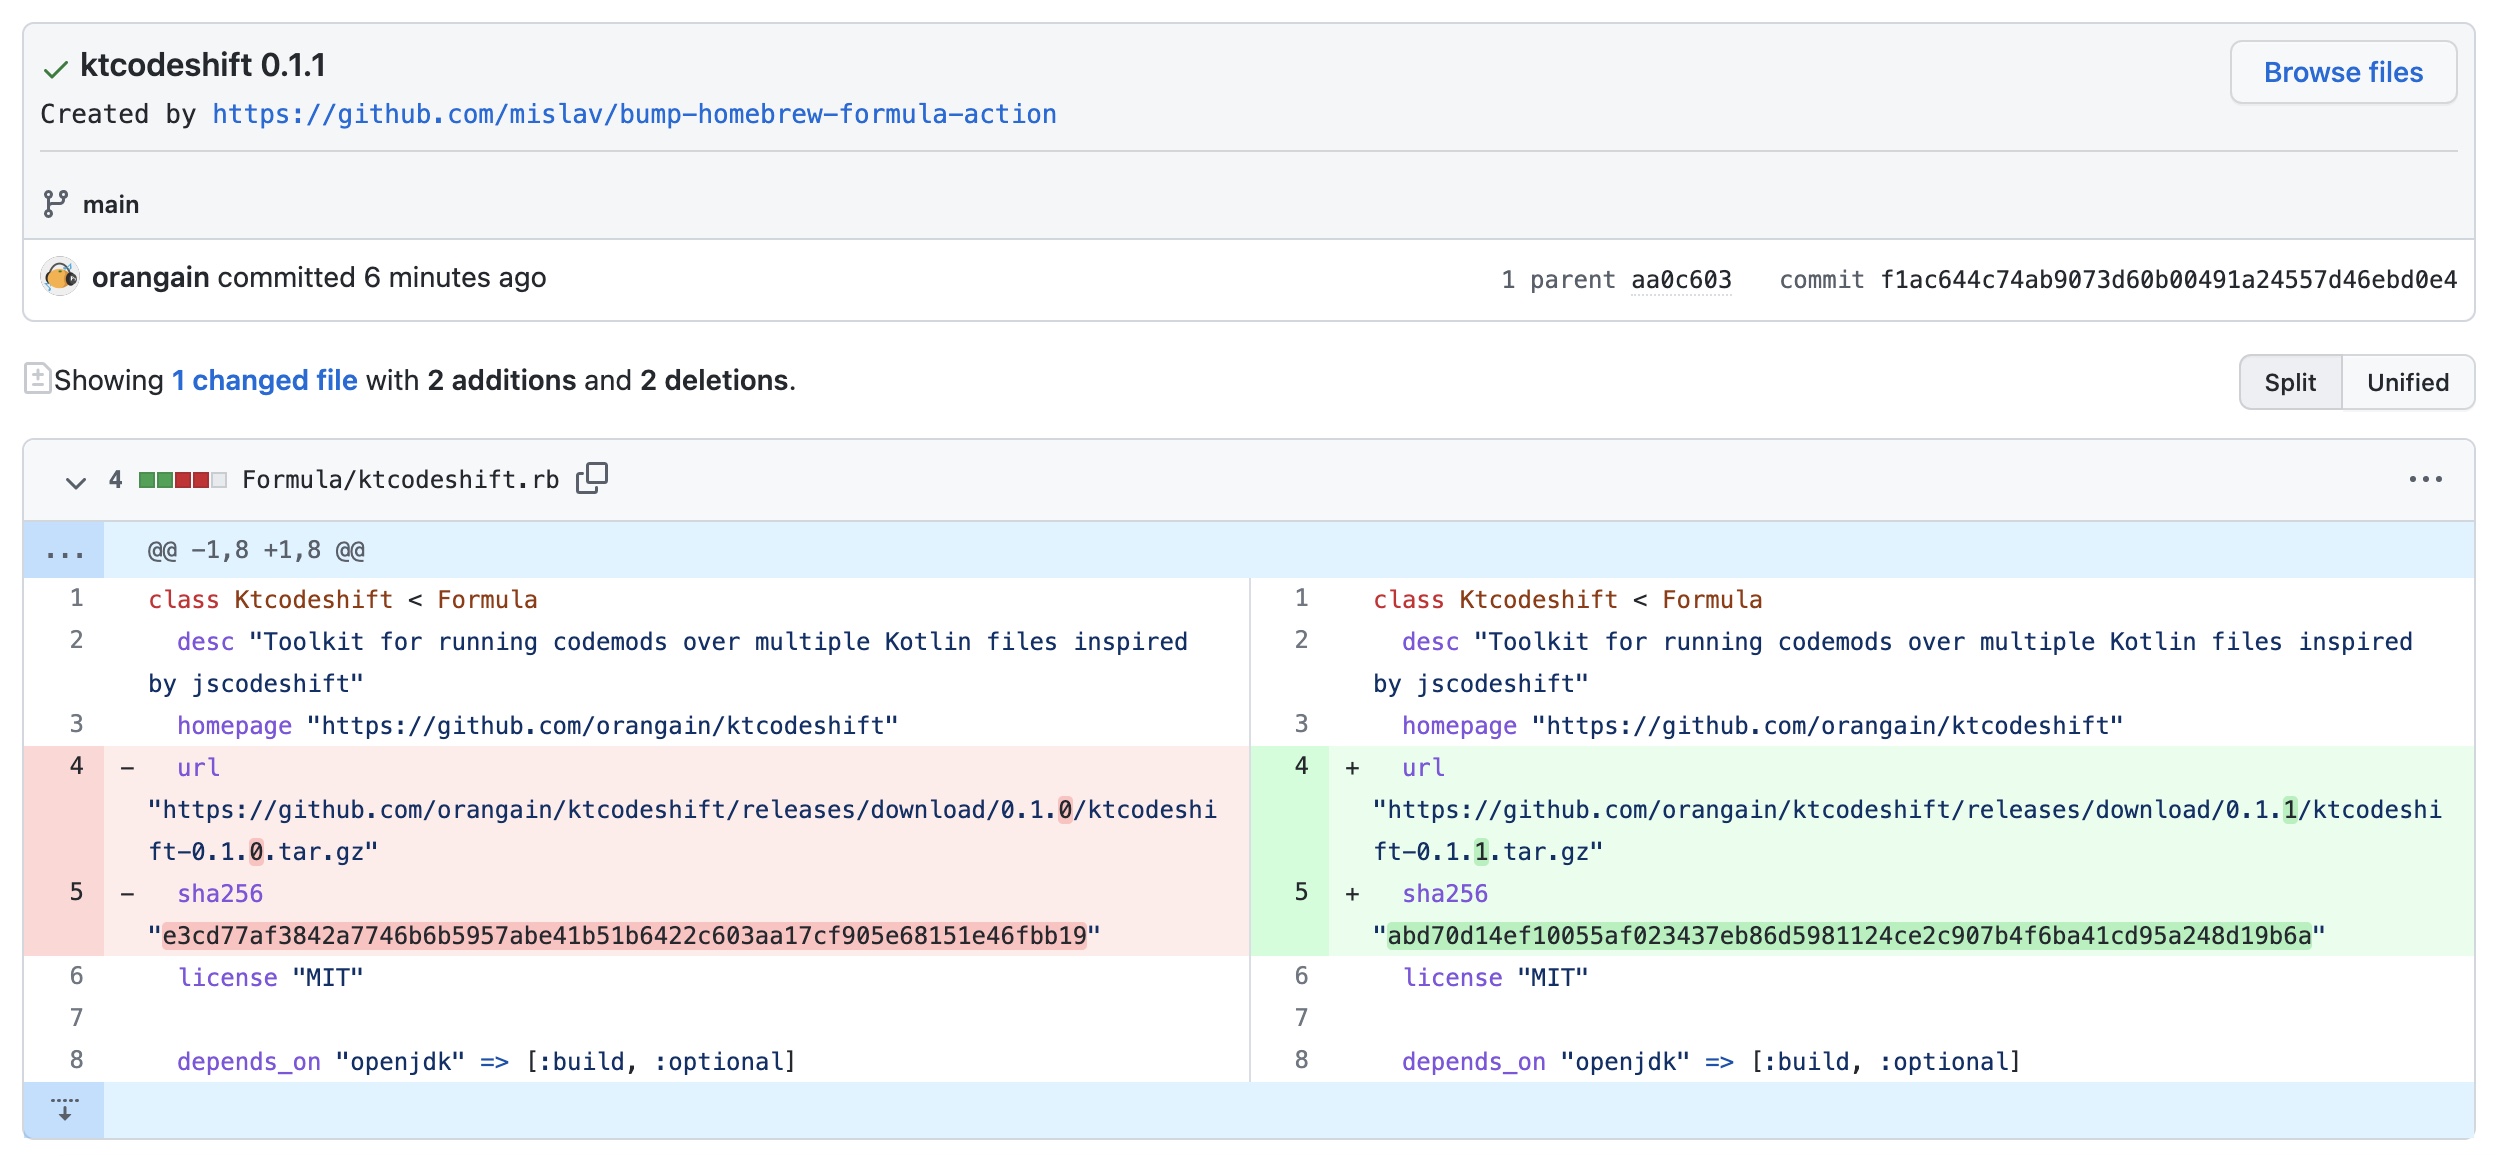 ktcodeshift 0.1.1
Browse files
Created by https://github.com/mislav/bump-homebrew-formula-action
main
orangain committed 6 minutes ago
1 parent aa0c603 commit f1ac644c74ab9073d60b00491a24557d46ebd0e4
Showing 1 changed file with 2 additions and 2 deletions.
Split Unified
4 Formula/ktcodeshift.rb
... @@ -1,8 +1,8 @@
1 class Ktcodeshift < Formula
2 desc "Toolkit for running codemods over multiple Kotlin files inspired
by jscodeshift"
3 homepage "https://github.com/orangain/ktcodeshift"
4 - url
"https://github.com/orangain/ktcodeshift/releases/download/0.1.0/ktcodeshi
ft-0.1.0.tar.gz"
5 - sha256
"e3cd77af3842a7746b6b5957abe41b51b6422c603aa17cf905e68151e46fbb19"
6 license "MIT"
7
8 depends_on "openjdk" => [:build, :optional]
1 class Ktcodeshift < Formula
2 desc "Toolkit for running codemods over multiple Kotlin files inspired
by jscodeshift"
3 homepage "https://github.com/orangain/ktcodeshift"
4 + url
"https://github.com/orangain/ktcodeshift/releases/download/0.1.1/ktcodeshi
ft-0.1.1.tar.gz"
5 + sha256
"abd70d14ef10055af023437eb86d5981124ce2c907b4f6ba41cd95a248d19b6a"
6 license "MIT"
7
8 depends_on "openjdk" => [:build, :optional]